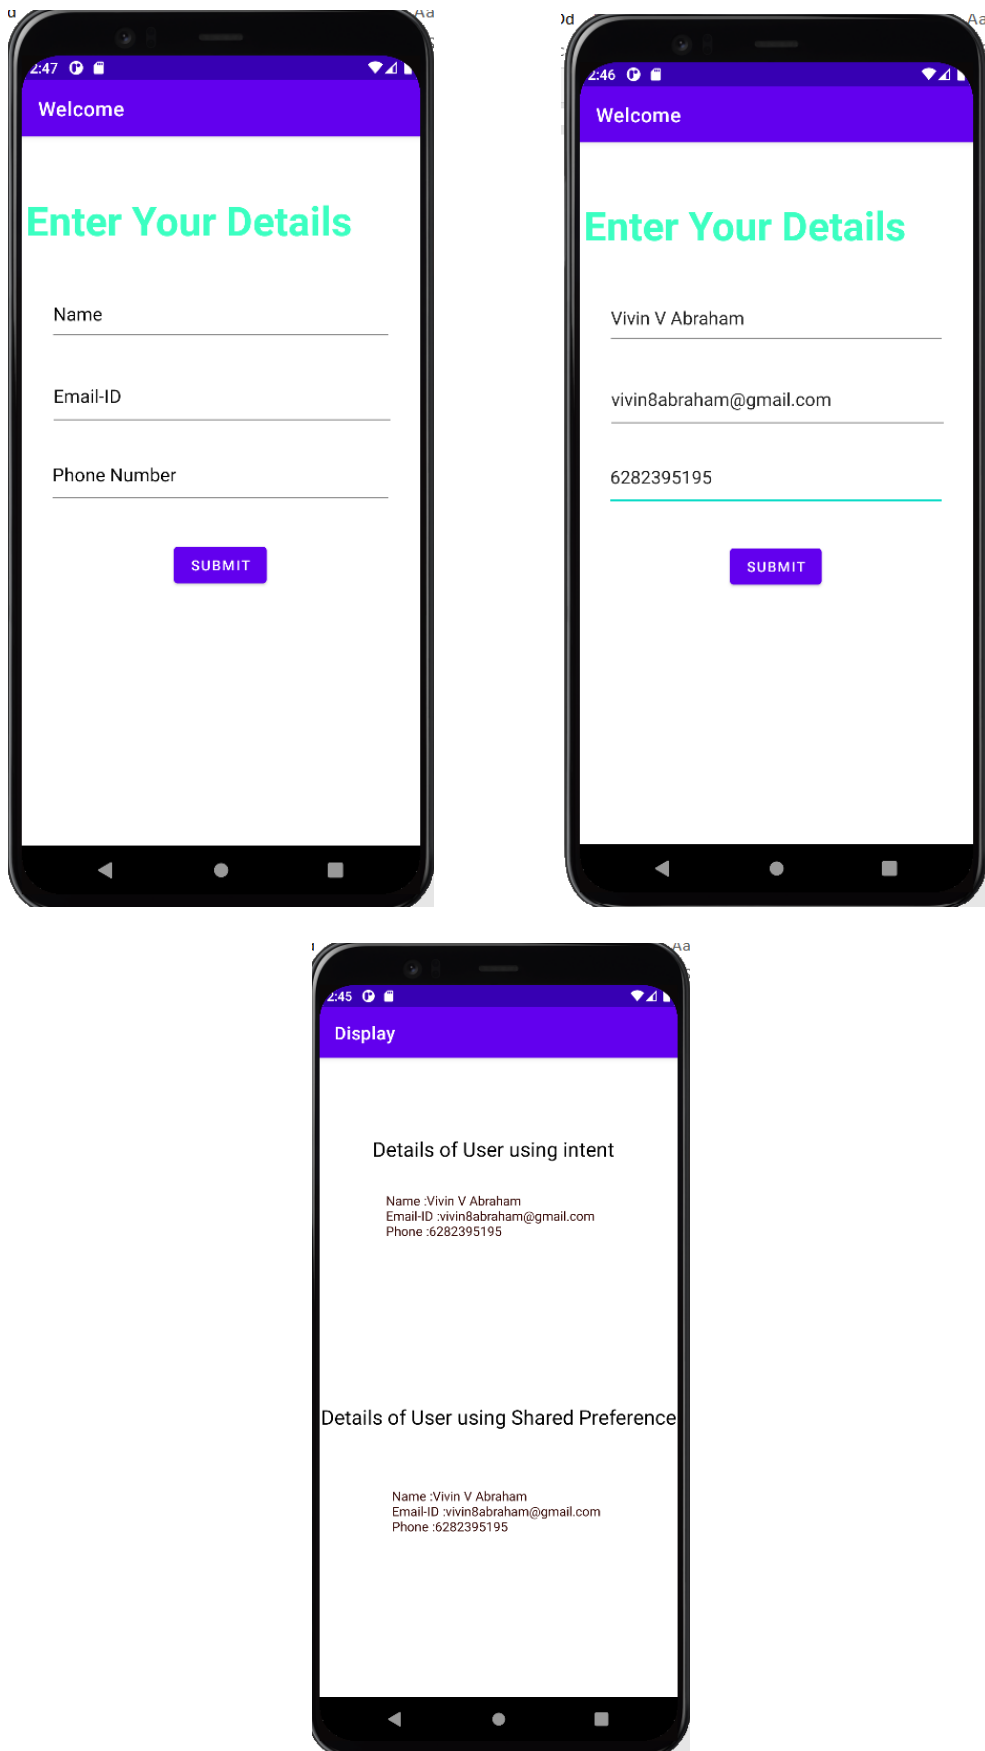 2:47
Welcome
Enter Your Details
Name
Email-ID
Phone Number
SUBMIT
Aa
2:46
Welcome
Enter Your Details
Vivin V Abraham
vivin8abraham@gmail.com
6282395195
SUBMIT
Aa
2:45
Display
Details of User using intent
Name :Vivin V Abraham
Email-ID :vivin8abraham@gmail.com
Phone :6282395195
Details of User using Shared Preference
Name :Vivin V Abraham
Email-ID :vivin8abraham@gmail.com
Phone :6282395195